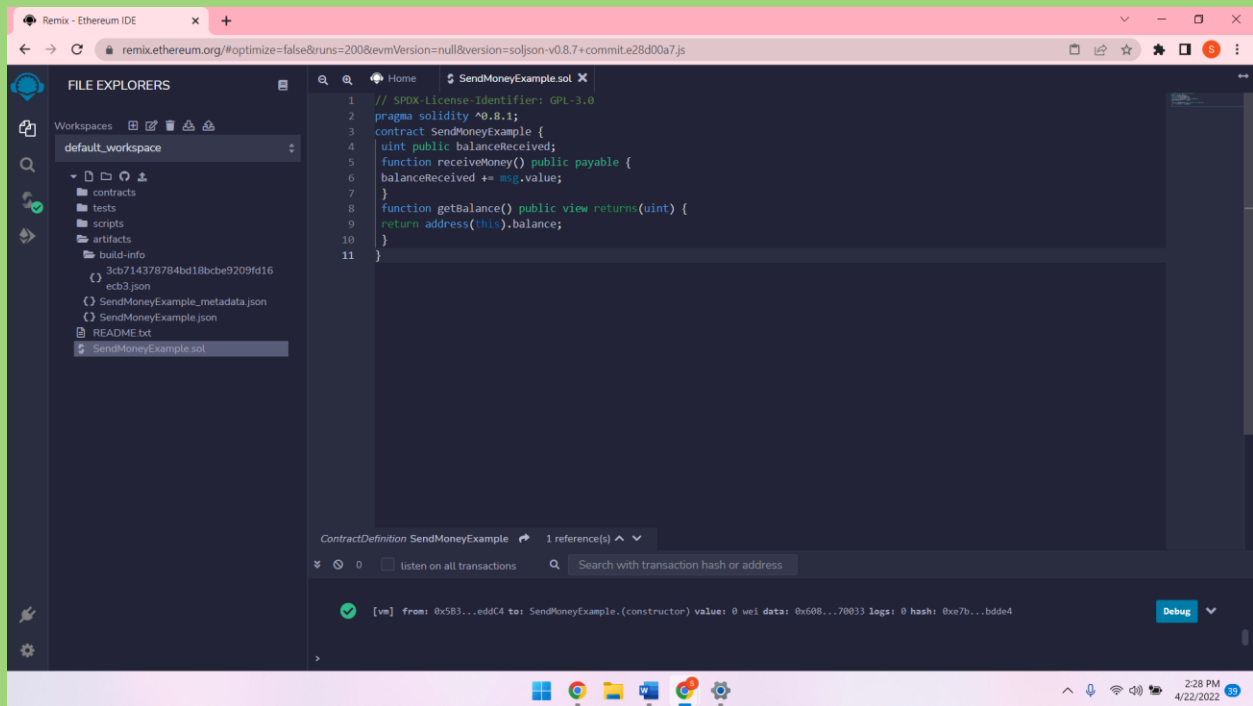 Remix - Ethereum IDE
remix.ethereum.org/#optimize=false&runs=200&evmVersion=null&version=soljson-v0.8.7+commit.e28d00a7.js
S
FILE EXPLORERS
Workspaces
default_workspace
contracts
tests
scripts
artifacts
build-info
3cb714378784bd18bcbe9209fd16
ecb3.json
SendMoneyExample_metadata.json
SendMoneyExample.json
README.txt
SendMoneyExample.sol
Home
SendMoneyExample.sol
1 // SPDX-License-Identifier: GPL-3.0
2 pragma solidity ^0.8.1;
3 contract SendMoneyExample {
4 uint public balanceReceived;
5 function receiveMoney() public payable {
6 balanceReceived += msg.value;
7 }
8 function getBalance() public view returns(uint) {
9 return address(this).balance;
10 }
11 }
ContractDefinition SendMoneyExample 1 reference(s)
0 listen on all transactions Search with transaction hash or address
[vm] from: 0x5B3...eddC4 to: SendMoneyExample.(constructor) value: 0 wei data: 0x608...70033 logs: 0 hash: 0xe7b...bdde4
Debug
>
2:28 PM
4/22/2022
39